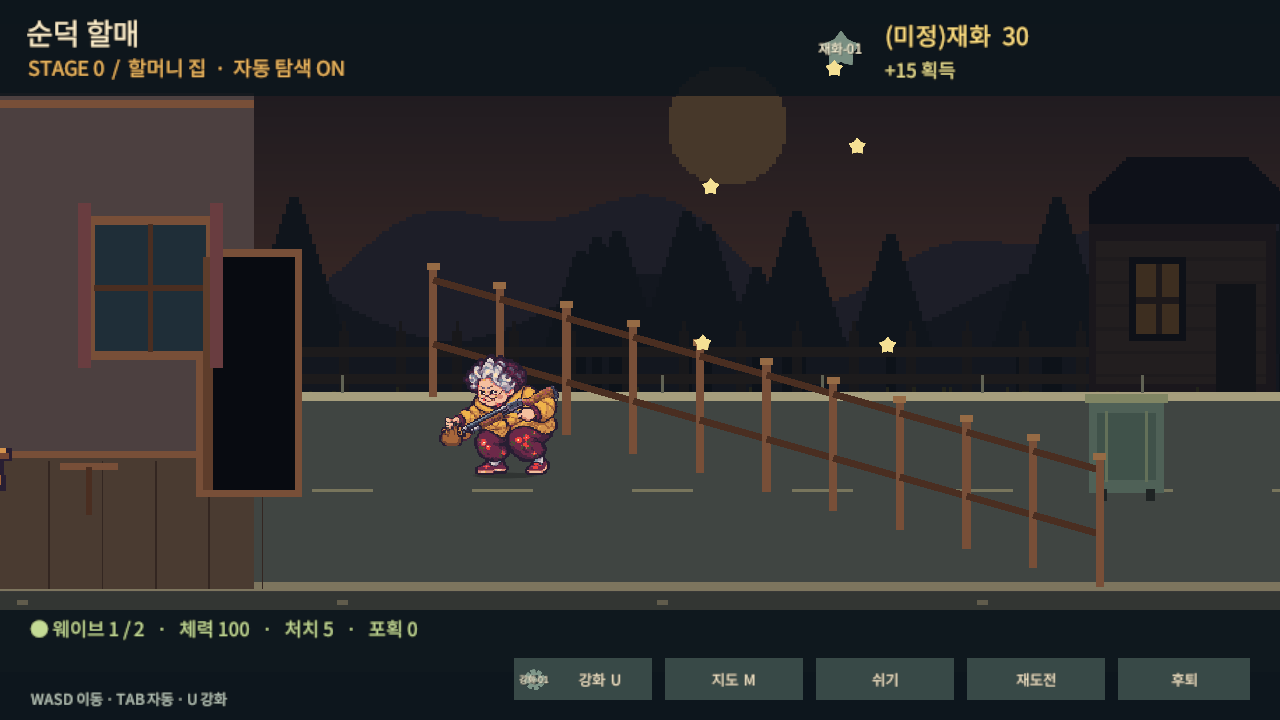 순덕 할매
STAGE 0 / 할머니 집 · 자동 탐색 ON
재화-01
(미정)재화 30
+15 획득
웨이브 1 / 2 · 체력 100 · 처치 5 · 포획 0
강화 U
지도 M
쉬기
재도전
후퇴
WASD 이동 · TAB 자동 · U 강화